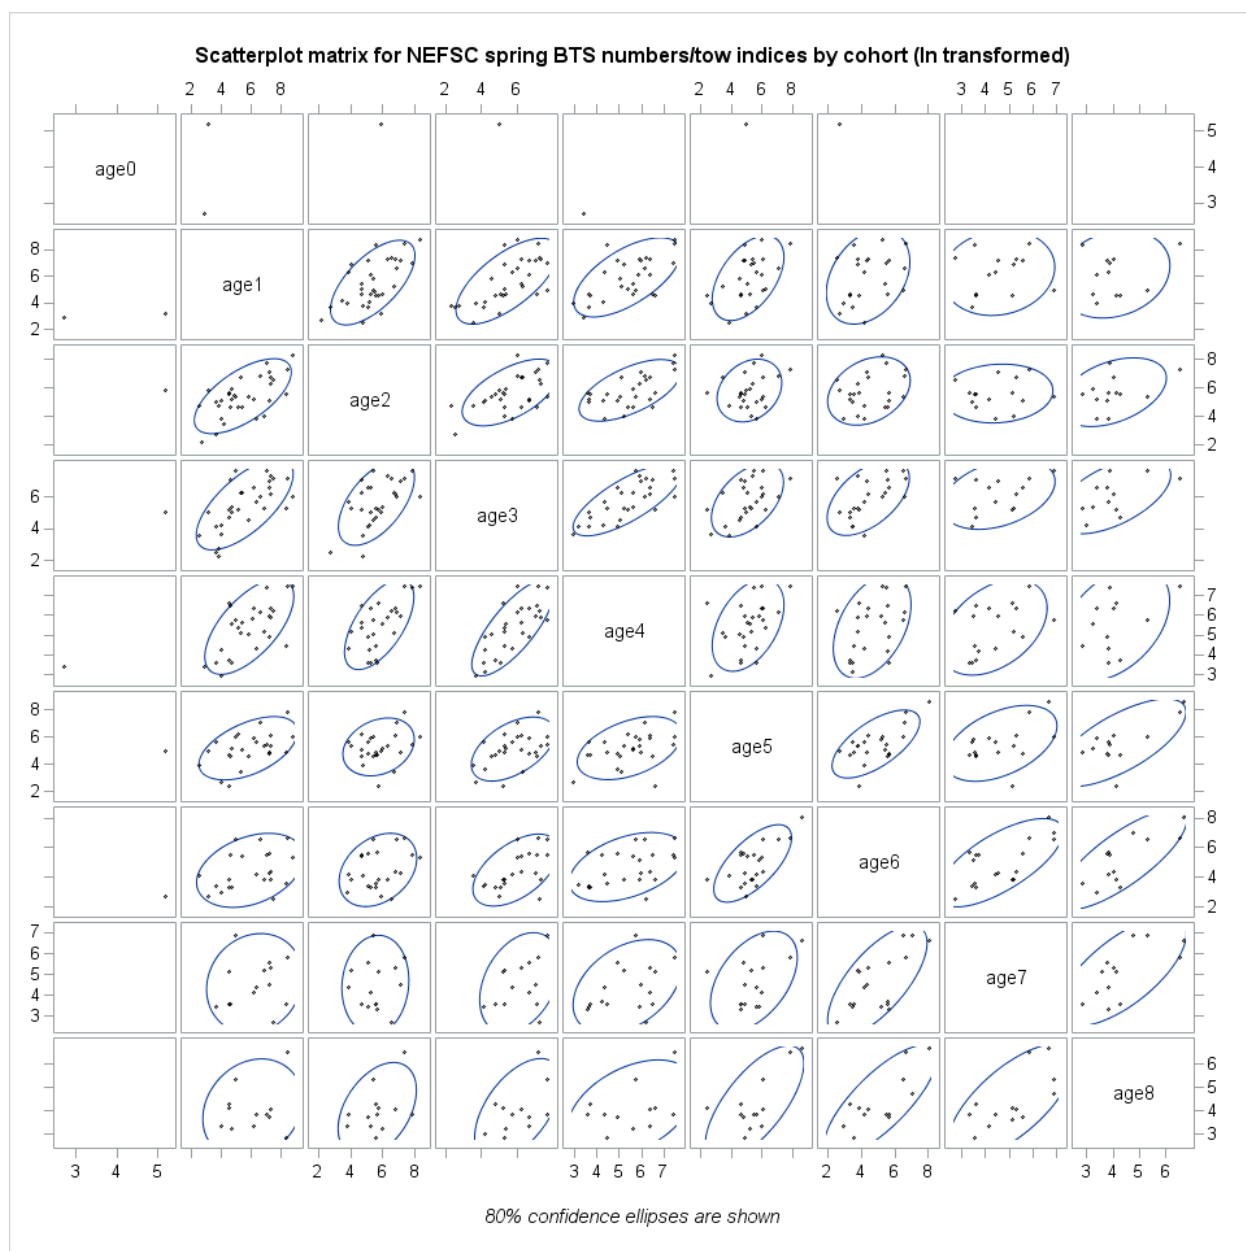 Scatterplot matrix for NEFSC spring BTS numbers/tow indices by cohort (ln transformed)
2 4 6 8 2 4 6 2 4 6 8 3 4 5 6 7
age0 5
4
3
8
6 age1
4
2
age2 8
6
4
2
6 age3
4
2
age4 7
6
5
4
3
8
6 age5
4
2
age6 8
6
4
2
7
6
5 age7
4
3
age8 6
5
4
3
3 4 5 2 4 6 8 3 4 5 6 7 2 4 6 8 3 4 5 6
80% confidence ellipses are shown